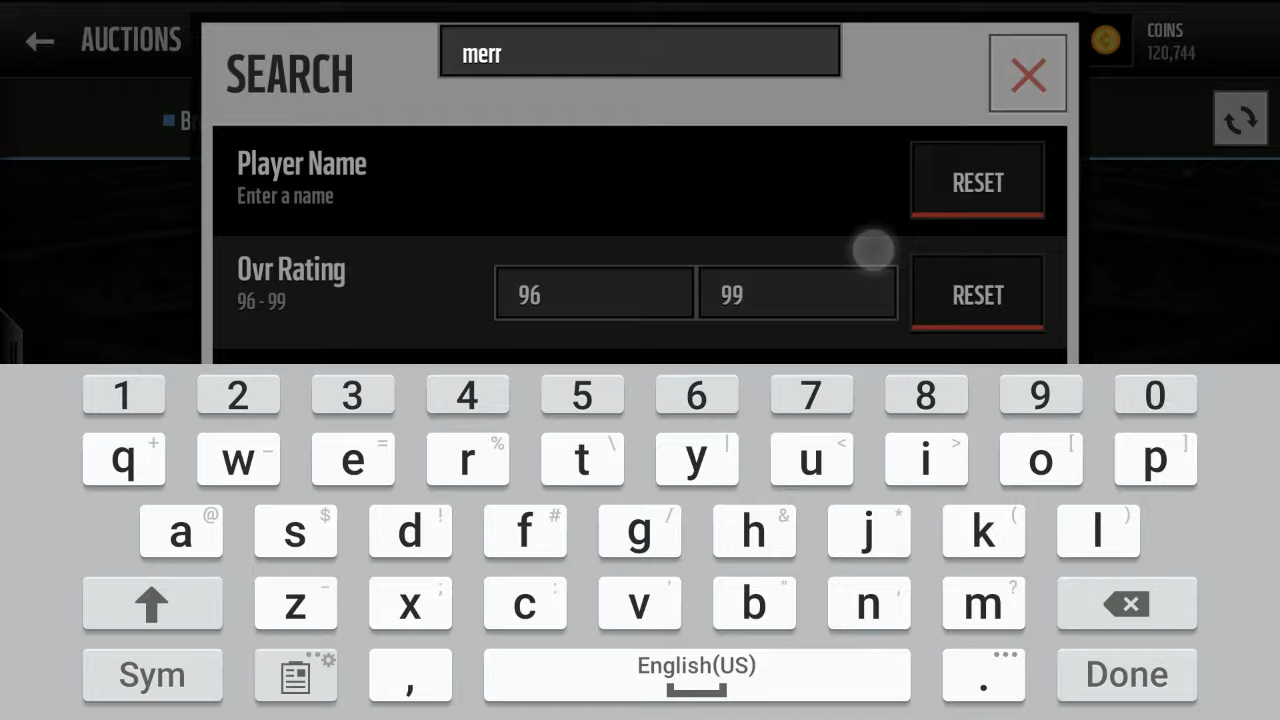 AUCTIONS
SEARCH
merr
COINS
120,744
B
Player Name
Enter a name
RESET
Ovr Rating
96 - 99
96
99
RESET
1 2 3 4 5 6 7 8 9 0
q + w - e = r % t \ y | u < i > o [ p ]
a @ s $ d ! f # g / h & j * k ( l )
z - x ; c : v ' b " n , m ?
Sym , English(US) . Done